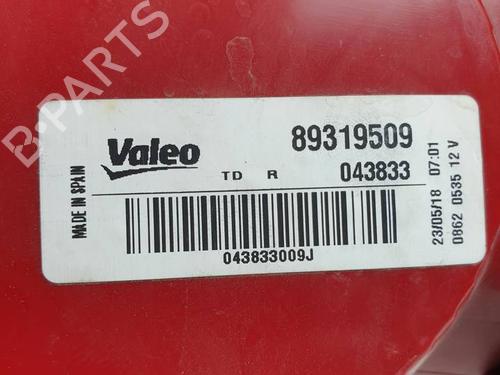 MADE IN SPAIN
Valeo
89319509
TD R
043833
043833009J
23/05/18 07:01
0862 0535 12 V
B-PARTS